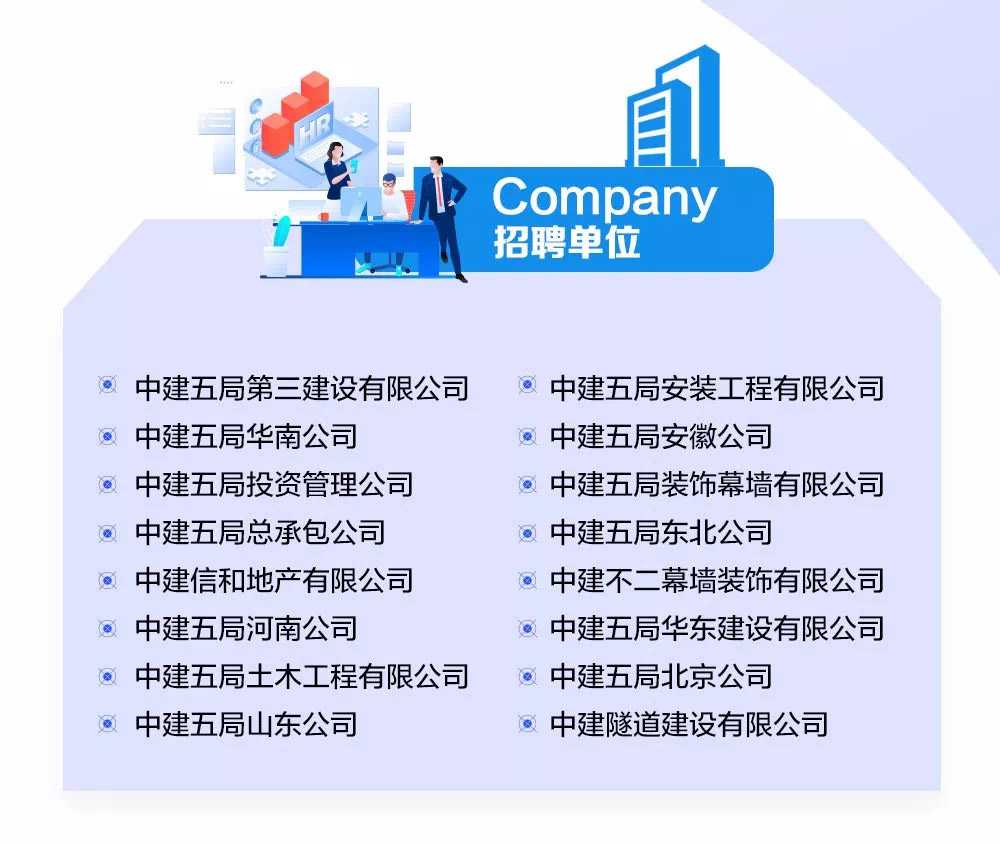 HR
Company
招聘单位
中建五局第三建设有限公司
中建五局华南公司
中建五局投资管理公司
中建五局总承包公司
中建信和地产有限公司
中建五局河南公司
中建五局土木工程有限公司
中建五局山东公司
中建五局安装工程有限公司
中建五局安徽公司
中建五局装饰幕墙有限公司
中建五局东北公司
中建不二幕墙装饰有限公司
中建五局华东建设有限公司
中建五局北京公司
中建隧道建设有限公司